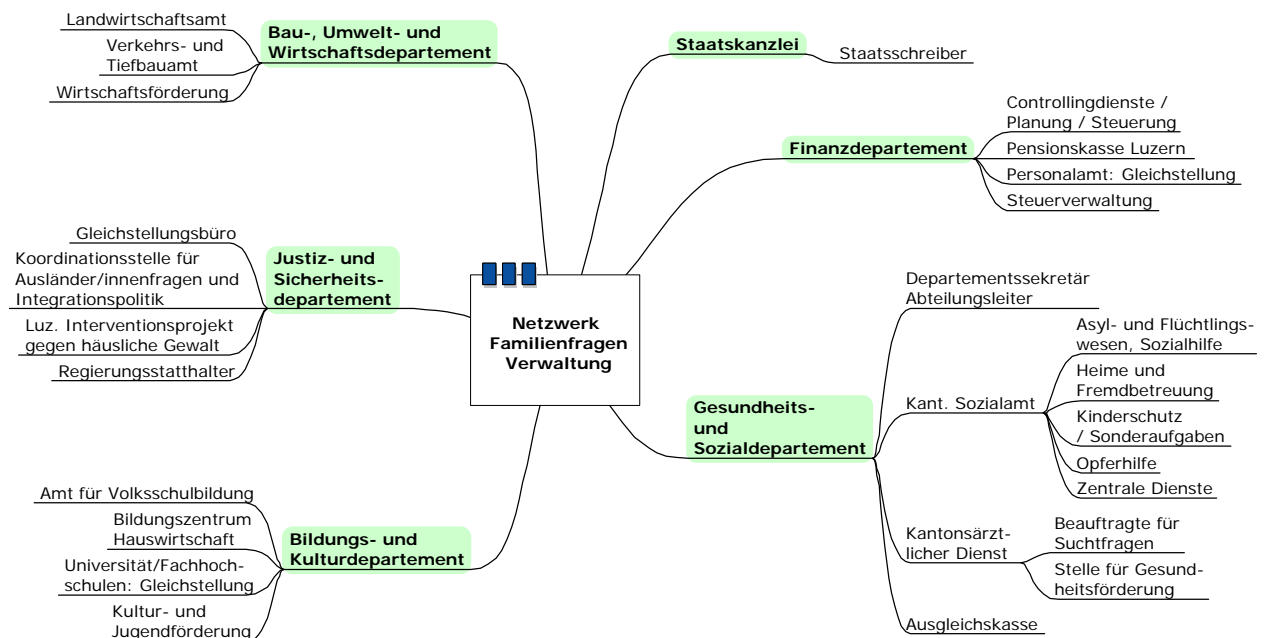 Landwirtschaftsamt
Verkehrs- und
Tiefbauamt
Wirtschaftsförderung
Bau-, Umwelt- und
Wirtschaftsdepartement
Staatskanzlei
Staatsschreiber
Finanzdepartement
Controllingdienste /
Planung / Steuerung
Pensionskasse Luzern
Personalamt: Gleichstellung
Steuerverwaltung
Gleichstellungsbüro
Koordinationsstelle für
Ausländer/innenfragen und
Integrationspolitik
Luz. Interventionsprojekt
gegen häusliche Gewalt
Regierungsstatthalter
Justiz- und
Sicherheits-
departement
Netzwerk
Familienfragen
Verwaltung
Gesundheits-
und
Sozialdepartement
Departementssekretär
Abteilungsleiter
Kant. Sozialamt
Asyl- und Flüchtlings-
wesen, Sozialhilfe
Heime und
Fremdbetreuung
Kinderschutz
/ Sonderaufgaben
Opferhilfe
Zentrale Dienste
Kantonsärzt-
licher Dienst
Beauftragte für
Suchtfragen
Stelle für Gesund-
heitsförderung
Ausgleichskasse
Amt für Volksschulbildung
Bildungszentrum
Hauswirtschaft
Universität/Fachhoch-
schulen: Gleichstellung
Kultur- und
Jugendförderung
Bildungs- und
Kulturdepartement